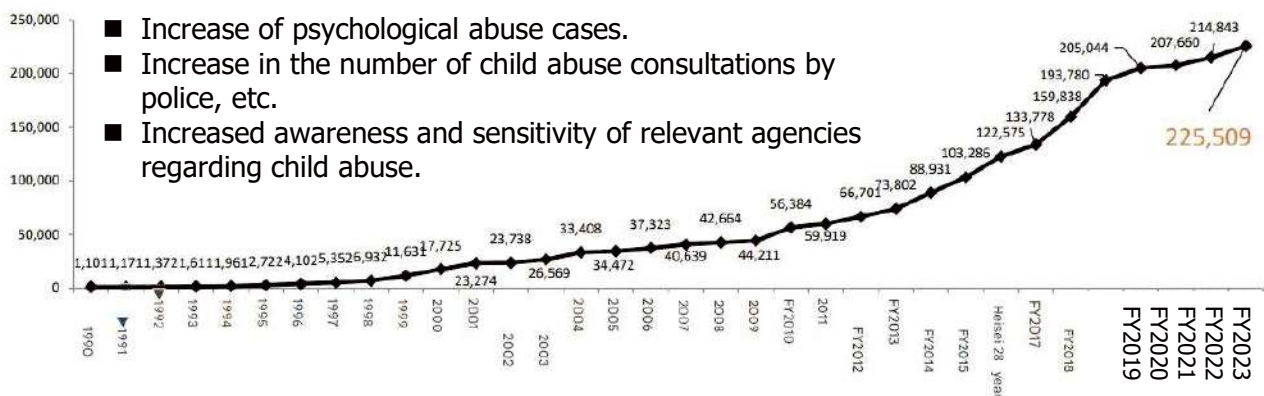 250,000
200,000
150,000
100,000
50,000
0
■ Increase of psychological abuse cases.
■ Increase in the number of child abuse consultations by
police, etc.
■ Increased awareness and sensitivity of relevant agencies
regarding child abuse.
1,101 1,171 1,372 1,611 1,961 2,722 4,102 5,352 6,932 11,631 17,725 23,274 23,738 26,569 33,408 34,472 37,323 40,639 42,664 44,211 56,384 59,919 66,701 73,802 88,931 103,286 122,575 133,778 159,838 193,780 205,044 207,660 214,843
225,509
1990
1991
1992
1993
1994
1995
1996
1997
1998
1999
2000
2001
2002
2003
2004
2005
2006
2007
2008
2009
FY2010
2011
FY2012
FY2013
FY2014
FY2015
Heisei 28 year
FY2017
FY2018
FY2019
FY2020
FY2021
FY2022
FY2023